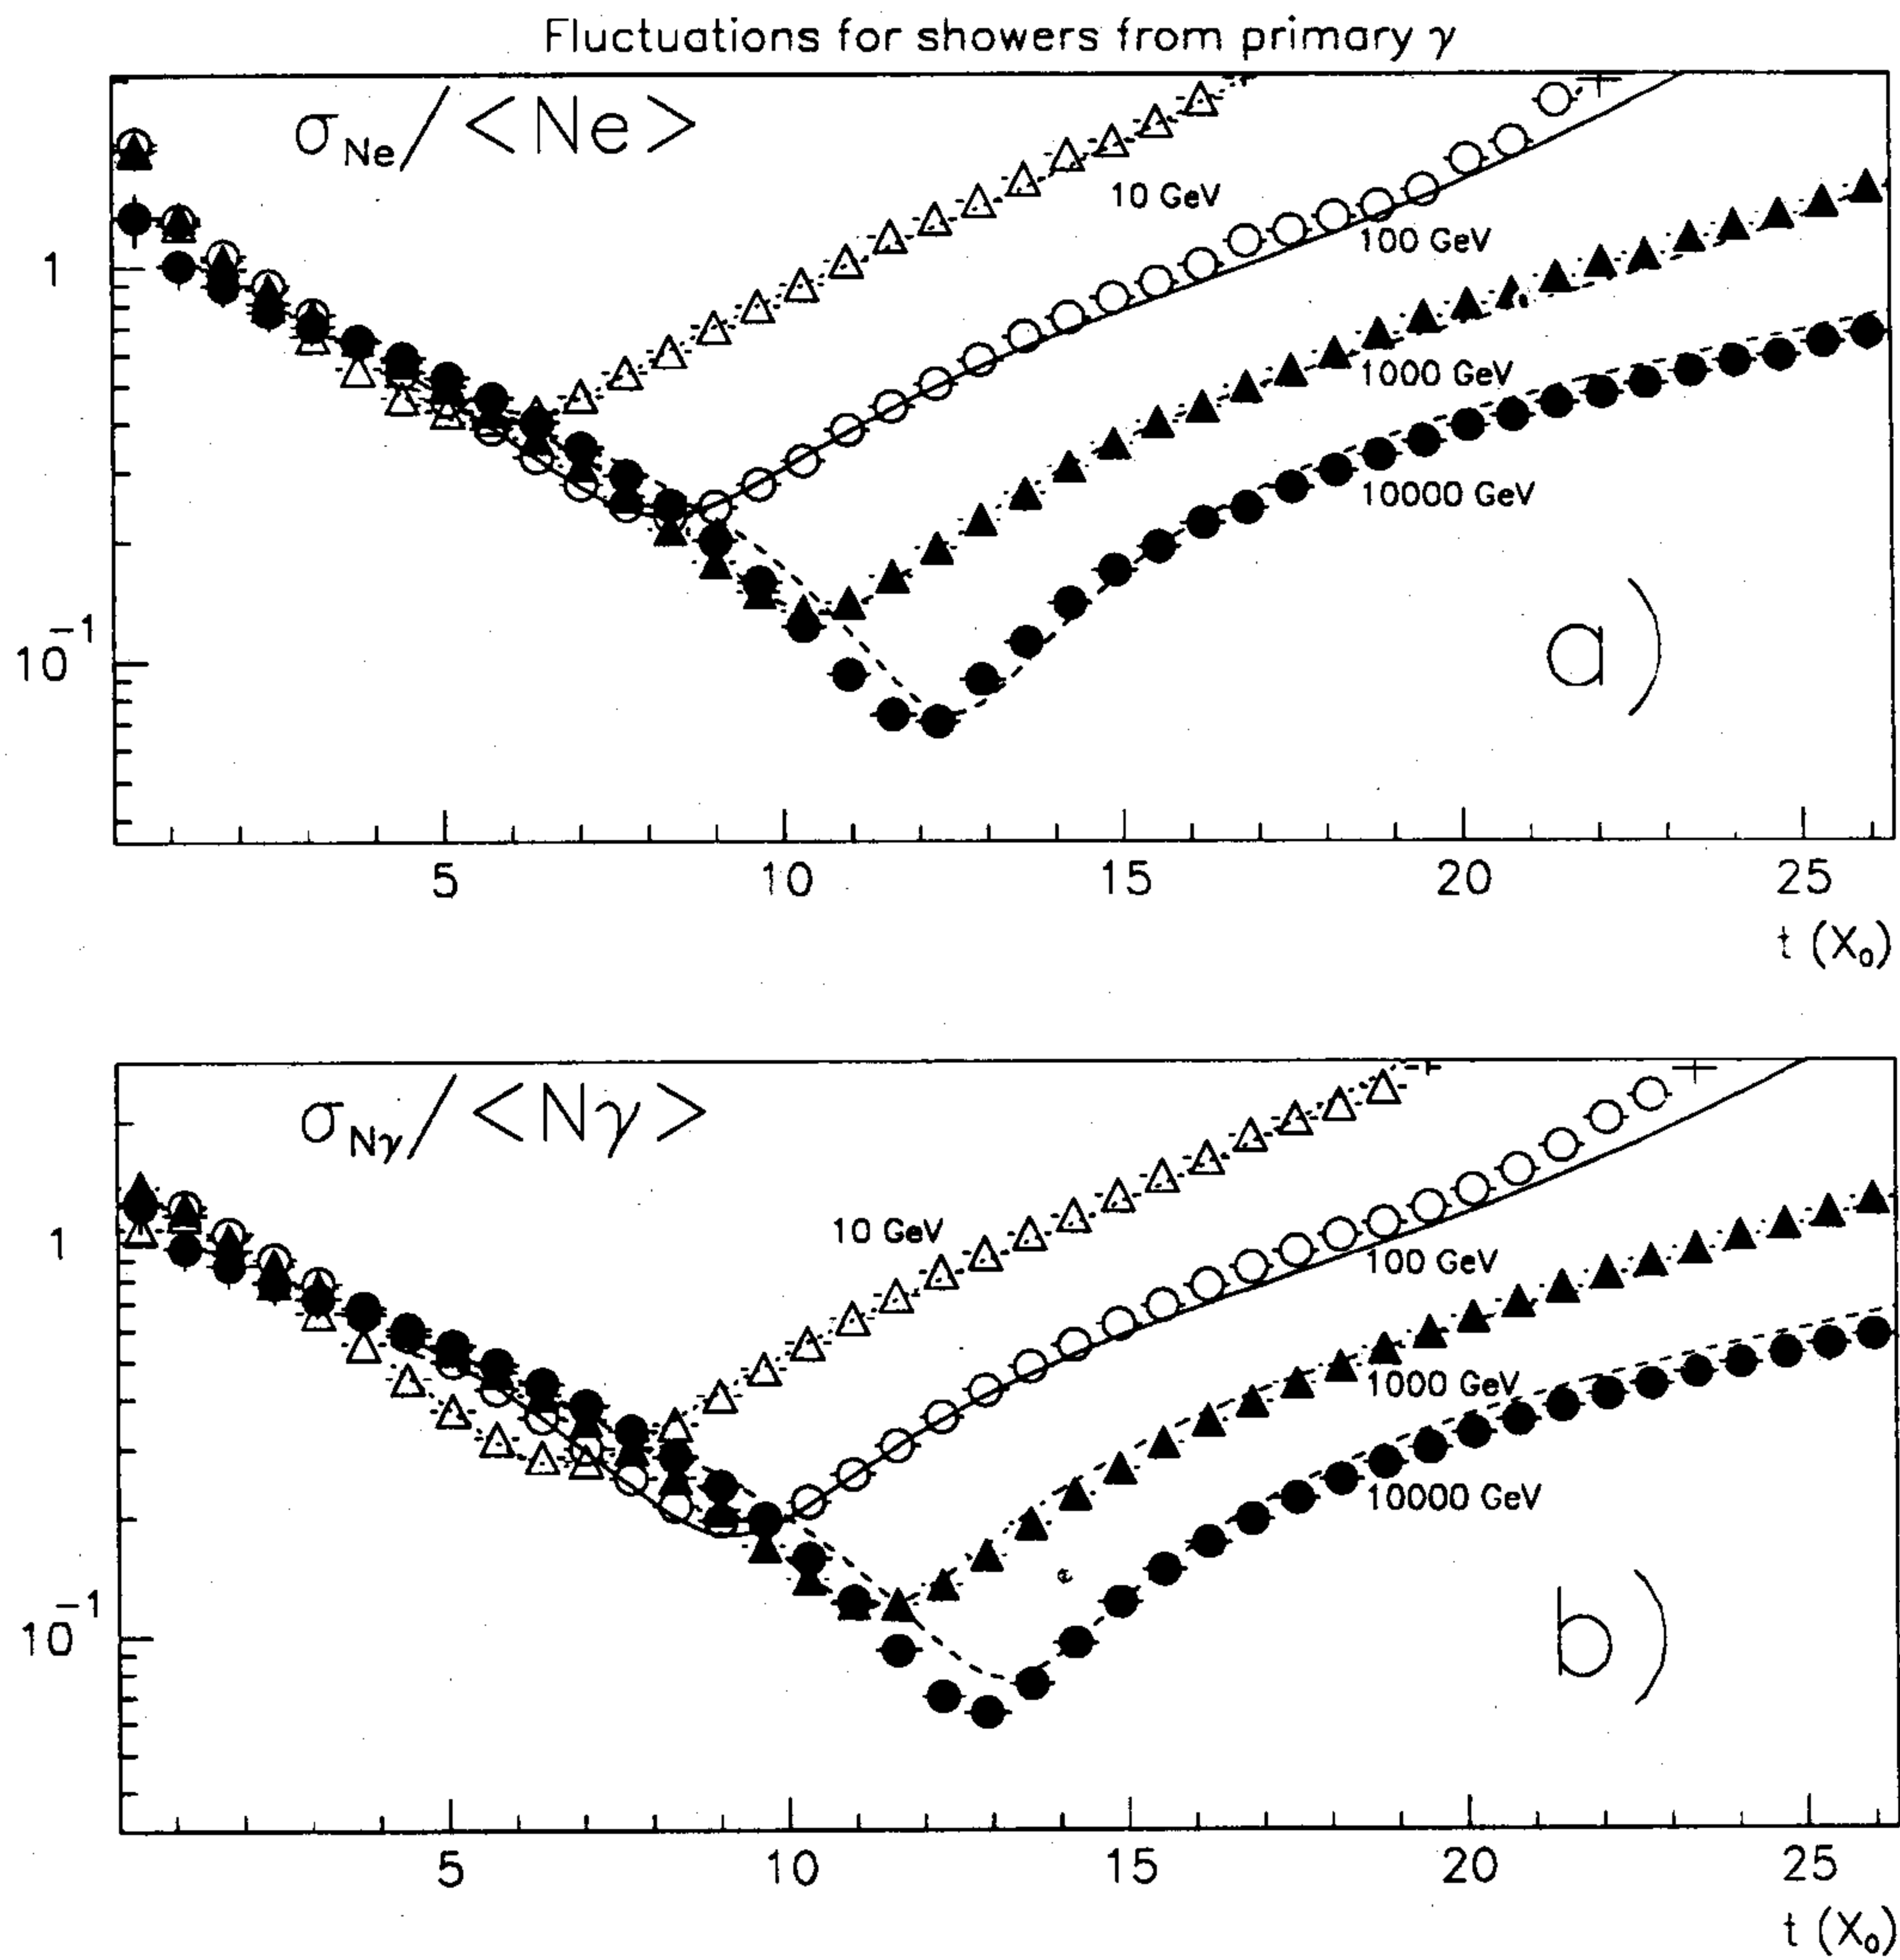 Fluctuations for showers from primary γ
σ_Ne/<Ne>
10 GeV
100 GeV
1000 GeV
10000 GeV
1
10^-1
a)
5 10 15 20 25
t (X₀)
σ_Nγ/<Nγ>
10 GeV
100 GeV
1000 GeV
10000 GeV
1
10^-1
b)
5 10 15 20 25
t (X₀)